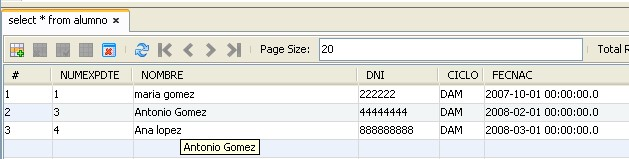 select * from alumno
Page Size: 20 Total R
# NUMEXPDTE NOMBRE DNI CICLO FECNAC
1 1 maria gomez 222222 DAM 2007-10-01 00:00:00.0
2 3 Antonio Gomez 44444444 DAM 2008-02-01 00:00:00.0
3 4 Ana lopez 888888888 DAM 2008-03-01 00:00:00.0
Antonio Gomez